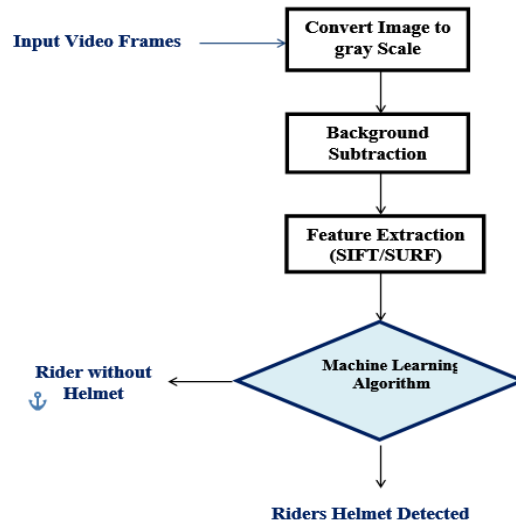 Input Video Frames
Convert Image to
gray Scale
Background
Subtraction
Feature Extraction
(SIFT/SURF)
Machine Learning
Algorithm
Rider without
Helmet
Riders Helmet Detected